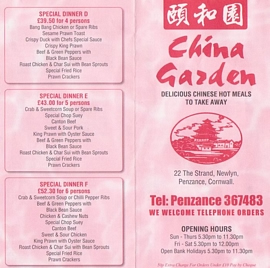 SPECIAL DINNER D
£39.50 for 4 persons
Bang Bang Chicken or Spare Ribs
Sesame Prawn Toast
Crispy Duck with Chefs Special Sauce
Crispy King Prawn
Beef & Green Peppers with
Black Bean Sauce
Roast Chicken & Char Sui with Bean Sprouts
Special Fried Rice
Prawn Crackers
SPECIAL DINNER E
£43.00 for 5 persons
Crab & Sweetcorn Soup or Spare Ribs
Special Chop Suey
Canton Beef
Sweet & Sour Pork
King Prawn with Oyster Sauce
Beef & Green Peppers with
Black Bean Sauce
Roast Chicken & Char Sui with Bean Sprouts
Special Fried Rice
Prawn Crackers
SPECIAL DINNER F
£52.30 for 6 persons
Crab & Sweetcorn Soup or Chilli Pepper Ribs
Beef & Green Peppers with
Black Bean Sauce
Chicken & Cashew Nuts
Special Chop Suey
Canton Beef
Sweet & Sour Chicken
King Prawn with Oyster Sauce
Roast Chicken & Char Sui with Bean Sprouts
Special Fried Rice
Prawn Crackers
頤和園
China
Garden
DELICIOUS CHINESE HOT MEALS
TO TAKE AWAY
22 The Strand, Newlyn,
Penzance, Cornwall.
Tel: Penzance 367483
WE WELCOME TELEPHONE ORDERS
OPENING HOURS
Sun - Thurs 5.30pm to 11.30pm
Fri - Sat 5.30pm to 12.00pm
Open Bank Holidays 5.30pm to 11.30pm